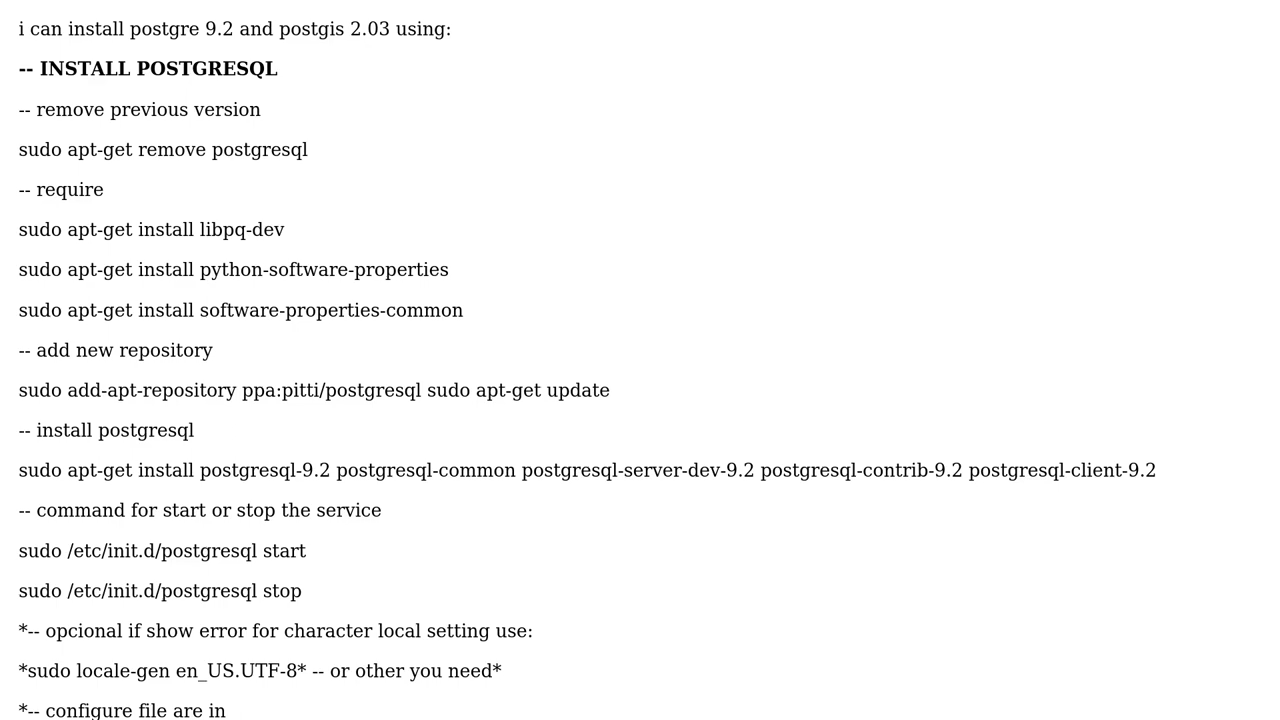 i can install postgre 9.2 and postgis 2.03 using:
-- INSTALL POSTGRESQL
-- remove previous version
sudo apt-get remove postgresql
-- require
sudo apt-get install libpq-dev
sudo apt-get install python-software-properties
sudo apt-get install software-properties-common
-- add new repository
sudo add-apt-repository ppa:pitti/postgresql sudo apt-get update
-- install postgresql
sudo apt-get install postgresql-9.2 postgresql-common postgresql-server-dev-9.2 postgresql-contrib-9.2 postgresql-client-9.2
-- command for start or stop the service
sudo /etc/init.d/postgresql start
sudo /etc/init.d/postgresql stop
*-- opcional if show error for character local setting use:
*sudo locale-gen en_US.UTF-8* -- or other you need*
*-- configure file are in